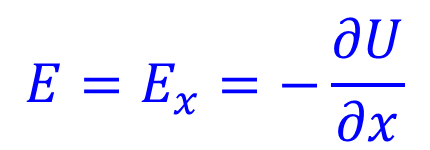 E = Eₓ = − ∂U/∂x